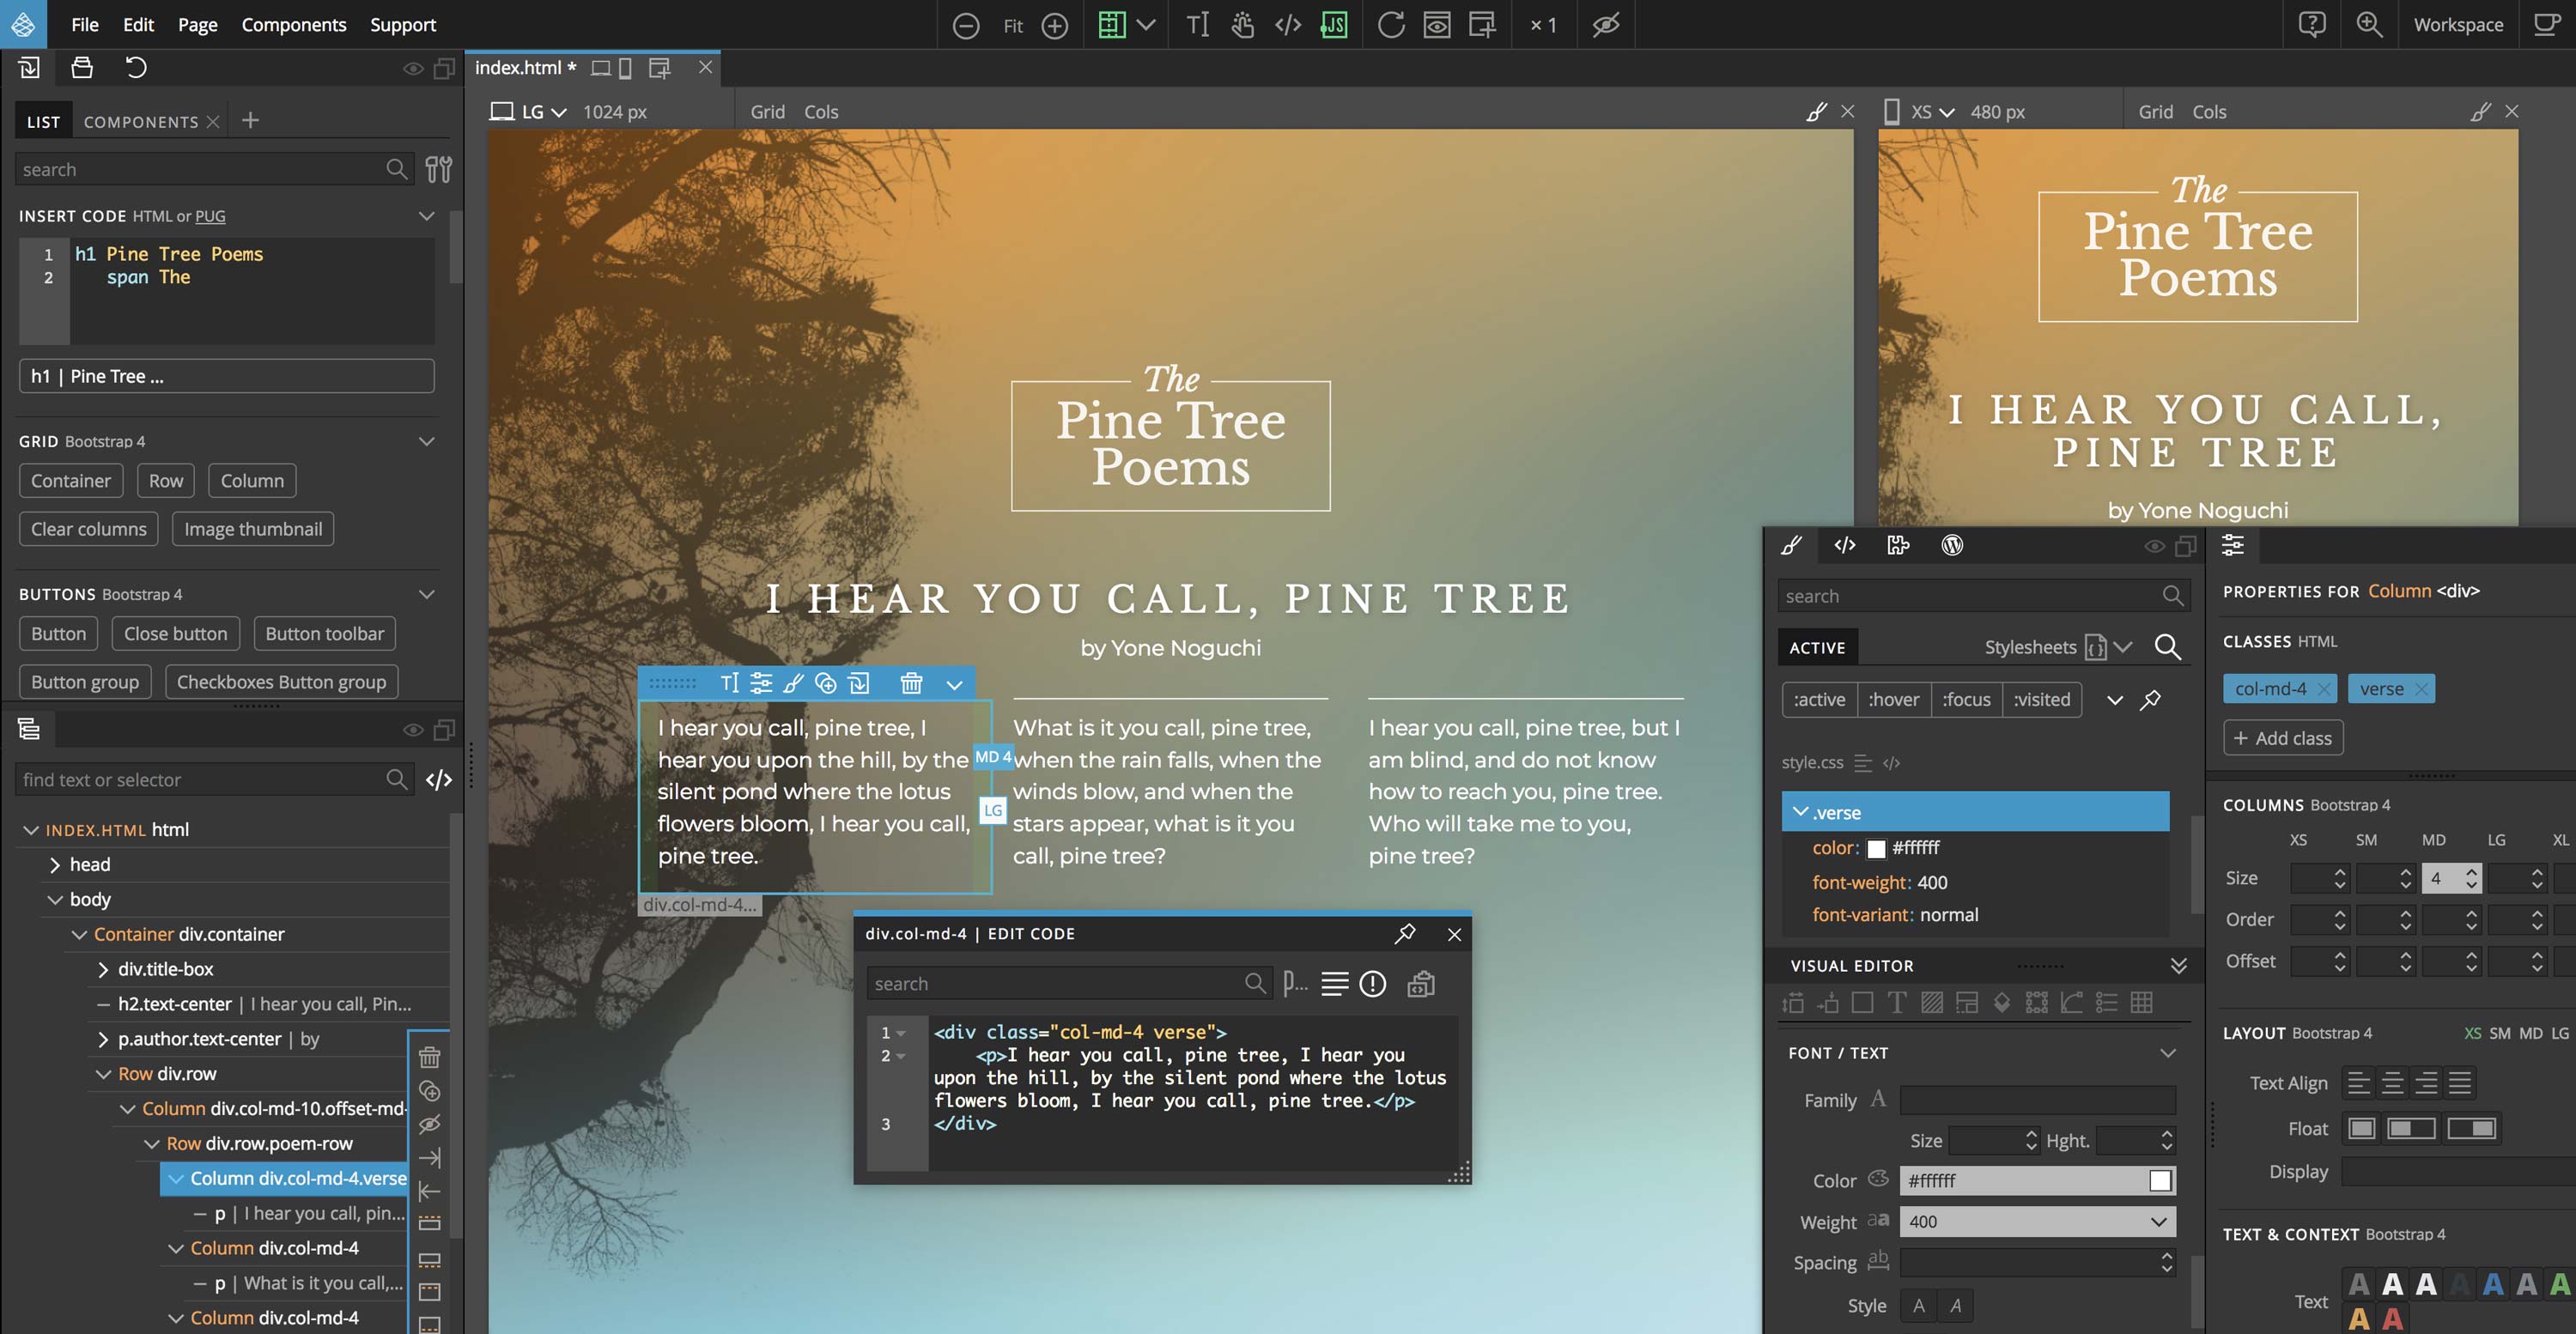 File Edit Page Components Support
Fit
JS
× 1
Workspace
index.html *
LIST COMPONENTS
search
INSERT CODE HTML or PUG
1 h1 Pine Tree Poems
2 span The
h1 | Pine Tree ...
GRID Bootstrap 4
Container Row Column
Clear columns Image thumbnail
BUTTONS Bootstrap 4
Button Close button Button toolbar
Button group Checkboxes Button group
find text or selector
INDEX.HTML html
head
body
Container div.container
div.title-box
h2.text-center | I hear you call, Pin...
p.author.text-center | by
Row div.row
Column div.col-md-10.offset-md-
Row div.row.poem-row
Column div.col-md-4.verse
p | I hear you call, pin...
Column div.col-md-4
p | What is it you call,...
Column div.col-md-4
LG 1024 px Grid Cols
The
Pine Tree
Poems
I HEAR YOU CALL, PINE TREE
by Yone Noguchi
I hear you call, pine tree, I
hear you upon the hill, by the
silent pond where the lotus
flowers bloom, I hear you call,
pine tree.
MD 4
LG
div.col-md-4...
What is it you call, pine tree,
when the rain falls, when the
winds blow, and when the
stars appear, what is it you
call, pine tree?
I hear you call, pine tree, but I
am blind, and do not know
how to reach you, pine tree.
Who will take me to you,
pine tree?
div.col-md-4 | EDIT CODE
search
p...
1 <div class="col-md-4 verse">
2 <p>I hear you call, pine tree, I hear you
upon the hill, by the silent pond where the lotus
flowers bloom, I hear you call, pine tree.</p>
3 </div>
XS 480 px Grid Cols
The
Pine Tree
Poems
I HEAR YOU CALL,
PINE TREE
by Yone Noguchi
search
ACTIVE Stylesheets
:active :hover :focus :visited
style.css
.verse
color: #ffffff
font-weight: 400
font-variant: normal
VISUAL EDITOR
FONT / TEXT
Family A
Size Hght.
Color #ffffff
Weight aa 400
Spacing ab
Style A A
PROPERTIES FOR Column <div>
CLASSES HTML
col-md-4 verse
+ Add class
COLUMNS Bootstrap 4
XS SM MD LG XL
Size 4
Order
Offset
LAYOUT Bootstrap 4 XS SM MD LG
Text Align
Float
Display
TEXT & CONTEXT Bootstrap 4
Text A A A A A A A
A A